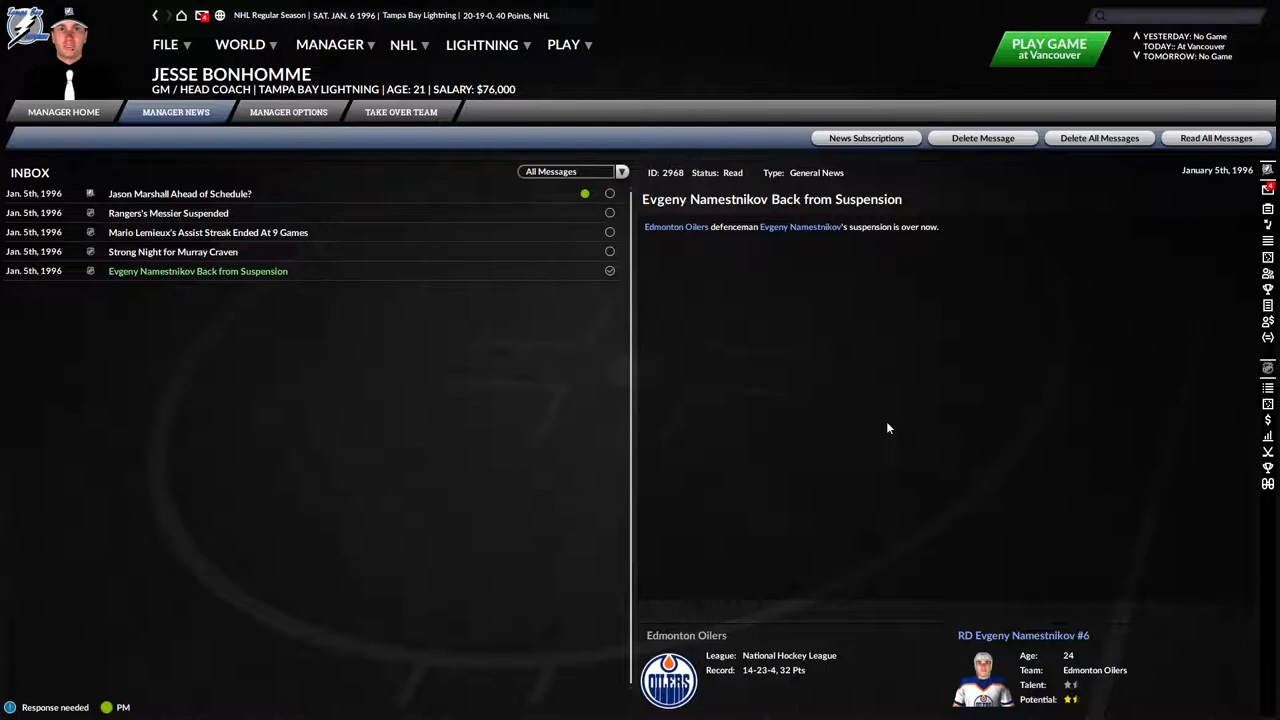 NHL Regular Season | SAT. JAN. 6 1996 | Tampa Bay Lightning | 20-19-0, 40 Points, NHL
FILE WORLD MANAGER NHL LIGHTNING PLAY
PLAY GAME
at Vancouver
YESTERDAY: No Game
TODAY:: At Vancouver
TOMORROW: No Game
JESSE BONHOMME
GM / HEAD COACH | TAMPA BAY LIGHTNING | AGE: 21 | SALARY: $76,000
MANAGER HOME MANAGER NEWS MANAGER OPTIONS TAKE OVER TEAM
News Subscriptions Delete Message Delete All Messages Read All Messages
INBOX All Messages
Jan. 5th, 1996 Jason Marshall Ahead of Schedule?
Jan. 5th, 1996 Rangers's Messier Suspended
Jan. 5th, 1996 Mario Lemieux's Assist Streak Ended At 9 Games
Jan. 5th, 1996 Strong Night for Murray Craven
Jan. 5th, 1996 Evgeny Namestnikov Back from Suspension
ID: 2968 Status: Read Type: General News January 5th, 1996
Evgeny Namestnikov Back from Suspension
Edmonton Oilers defenceman Evgeny Namestnikov's suspension is over now.
Edmonton Oilers
League: National Hockey League
Record: 14-23-4, 32 Pts
OILERS
RD Evgeny Namestnikov #6
Age: 24
Team: Edmonton Oilers
Talent:
Potential:
Response needed PM